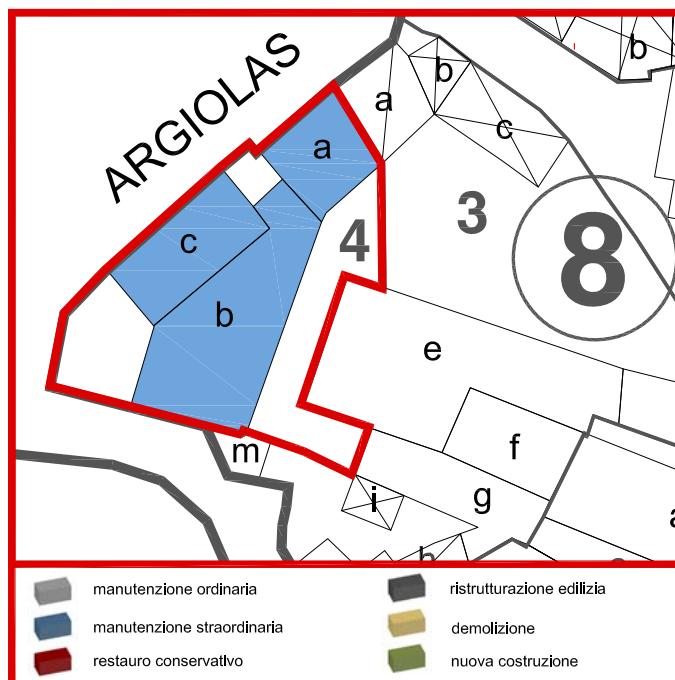 ARGIOLAS
a
b
b
c
a
3
4
8
c
b
e
f
m
g
i
h
a
manutenzione ordinaria
manutenzione straordinaria
restauro conservativo
ristrutturazione edilizia
demolizione
nuova costruzione